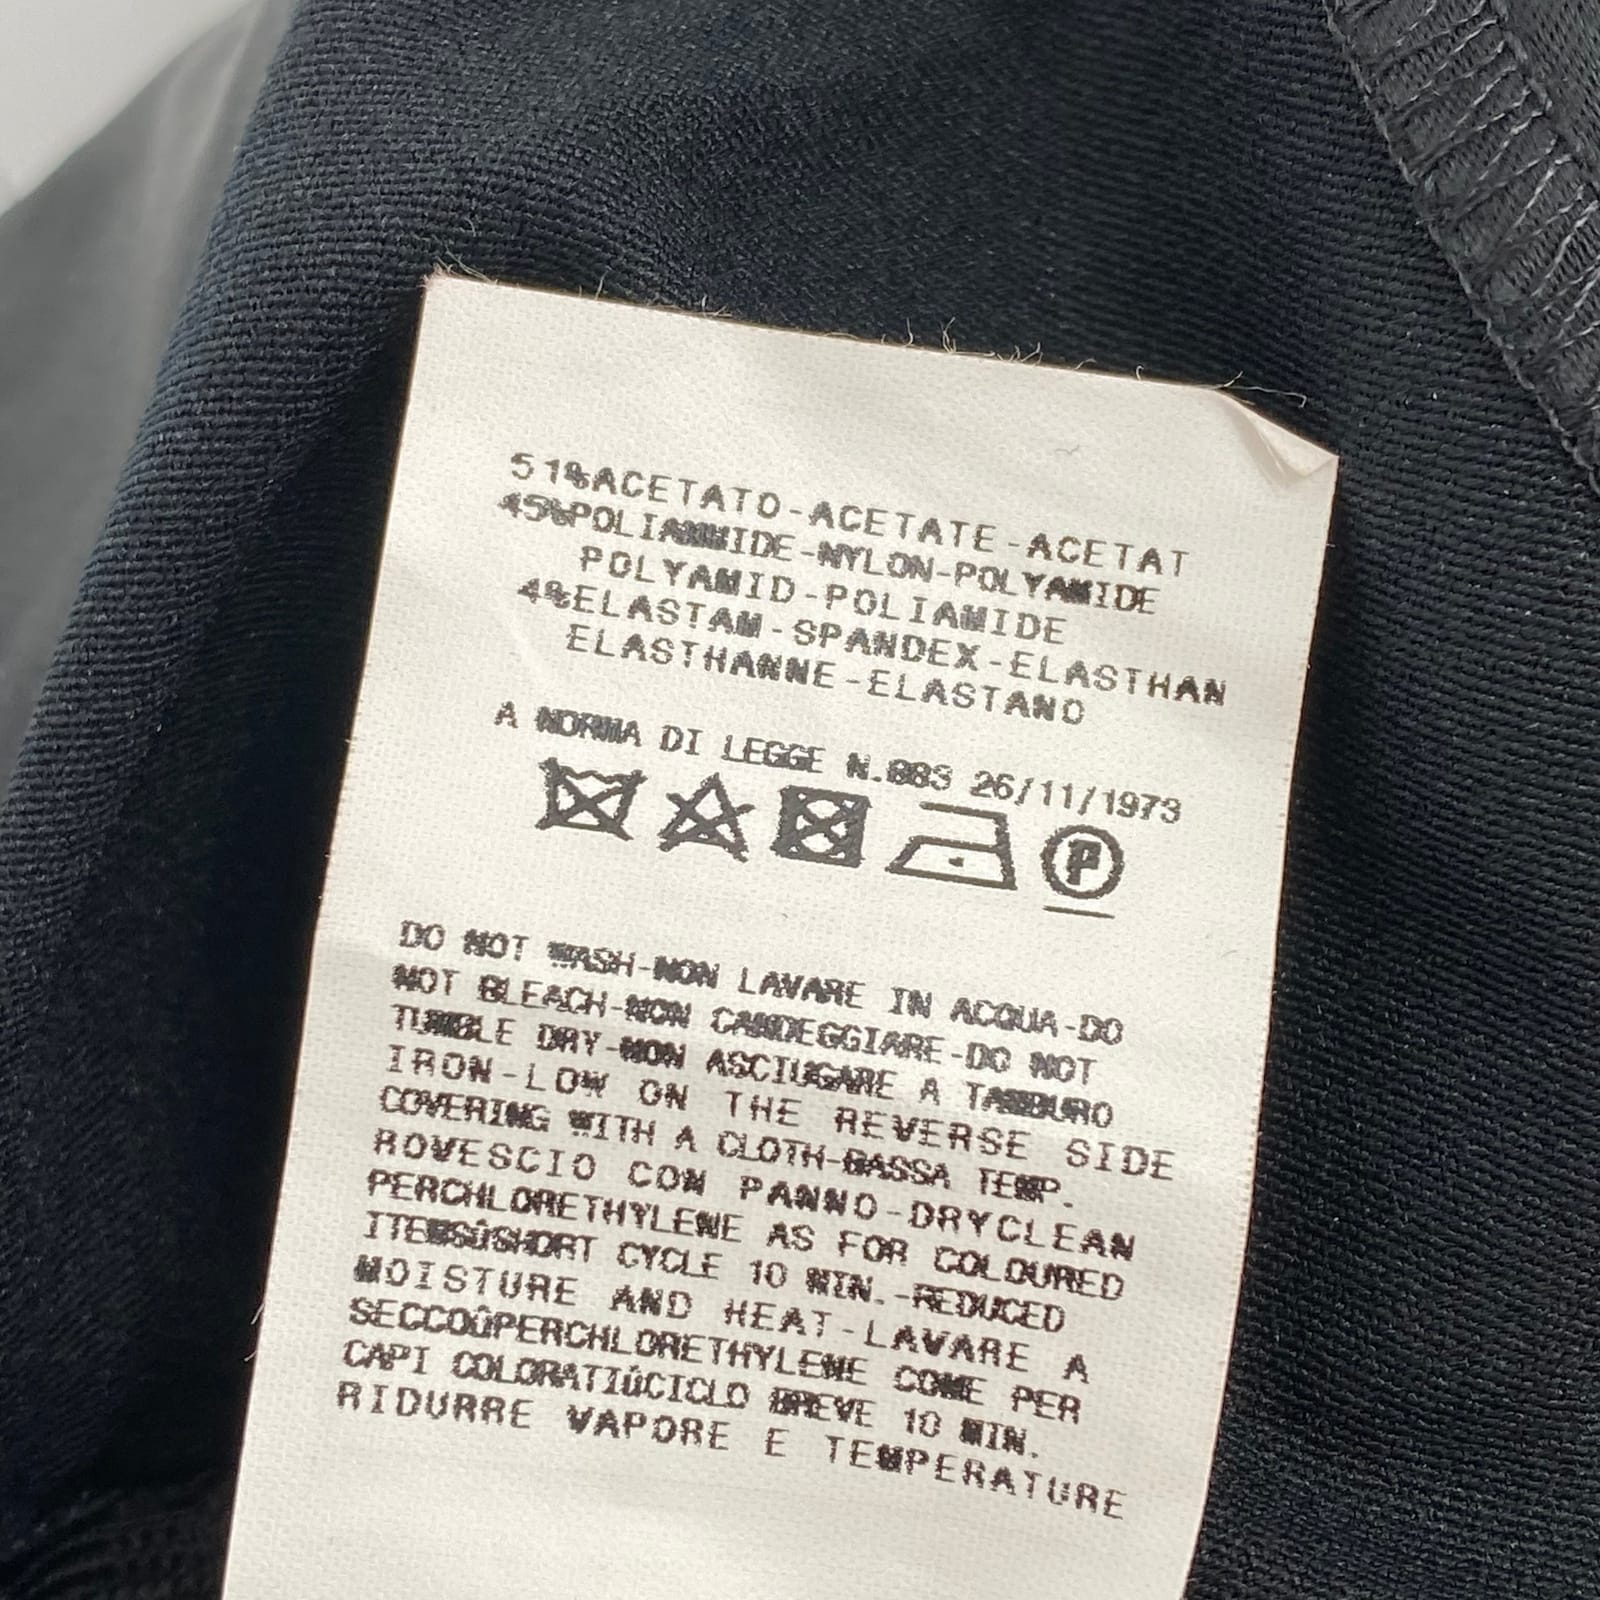 51%ACETATO-ACETATE-ACETAT
45%POLIAMMIDE-NYLON-POLYAMIDE
POLYAMID-POLIAMIDE
4%ELASTAM-SPANDEX-ELASTHAN
ELASTHANNE-ELASTANO
A NORMA DI LEGGE N.883 26/11/1973
P
DO NOT WASH-NON LAVARE IN ACQUA-DO
NOT BLEACH-NON CANDEGGIARE-DO NOT
TUMBLE DRY-NON ASCIUGARE A TAMBURO
IRON-LOW ON THE REVERSE SIDE
COVERING WITH A CLOTH-BASSA TEMP.
ROVESCIO CON PANNO-DRYCLEAN
PERCHLORETHYLENE AS FOR COLOURED
ITEMSÛSHORT CYCLE 10 MIN.-REDUCED
MOISTURE AND HEAT-LAVARE A
SECCOÛPERCHLORETHYLENE COME PER
CAPI COLORATIÛCICLO BREVE 10 MIN.
RIDURRE VAPORE E TEMPERATURE